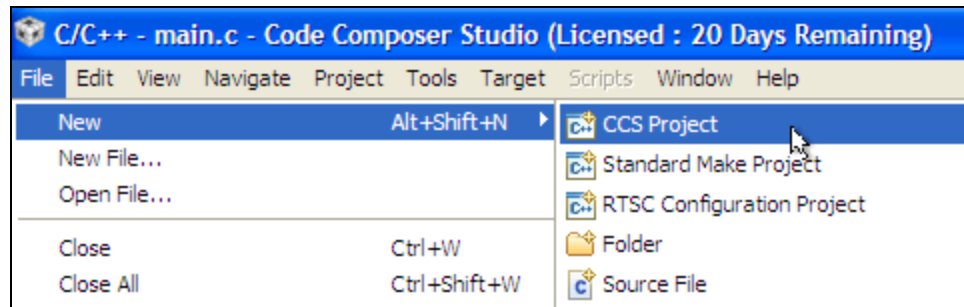 C/C++ - main.c - Code Composer Studio (Licensed : 20 Days Remaining)
File Edit View Navigate Project Tools Target Scripts Window Help
New Alt+Shift+N
New File...
Open File...
Close Ctrl+W
Close All Ctrl+Shift+W
CCS Project
Standard Make Project
RTSC Configuration Project
Folder
Source File